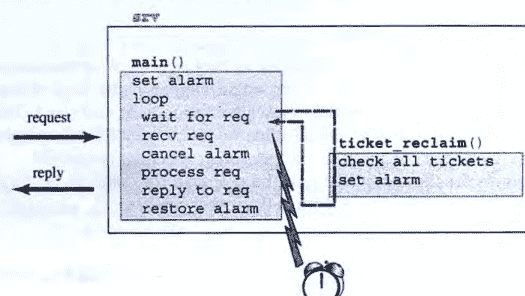 srv
main()
set alarm
loop
wait for req
recv req
cancel alarm
process req
reply to req
restore alarm
request
reply
ticket_reclaim()
check all tickets
set alarm